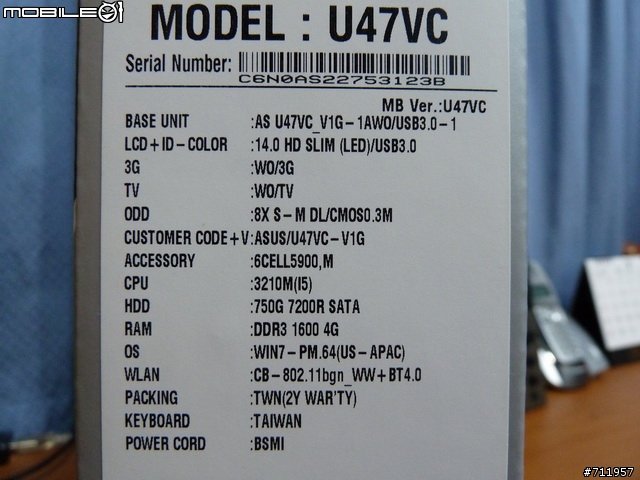 MOBILE01
MODEL : U47VC
Serial Number:
C6N0AS22753123B
MB Ver.:U47VC
BASE UNIT :AS U47VC_V1G-1AWO/USB3.0-1
LCD+ID-COLOR :14.0 HD SLIM (LED)/USB3.0
3G :WO/3G
TV :WO/TV
ODD :8X S-M DL/CMOS0.3M
CUSTOMER CODE+V:ASUS/U47VC-V1G
ACCESSORY :6CELL5900,M
CPU :3210M(I5)
HDD :750G 7200R SATA
RAM :DDR3 1600 4G
OS :WIN7-PM.64(US-APAC)
WLAN :CB-802.11bgn_WW+BT4.0
PACKING :TWN(2Y WAR'TY)
KEYBOARD :TAIWAN
POWER CORD :BSMI
#711957